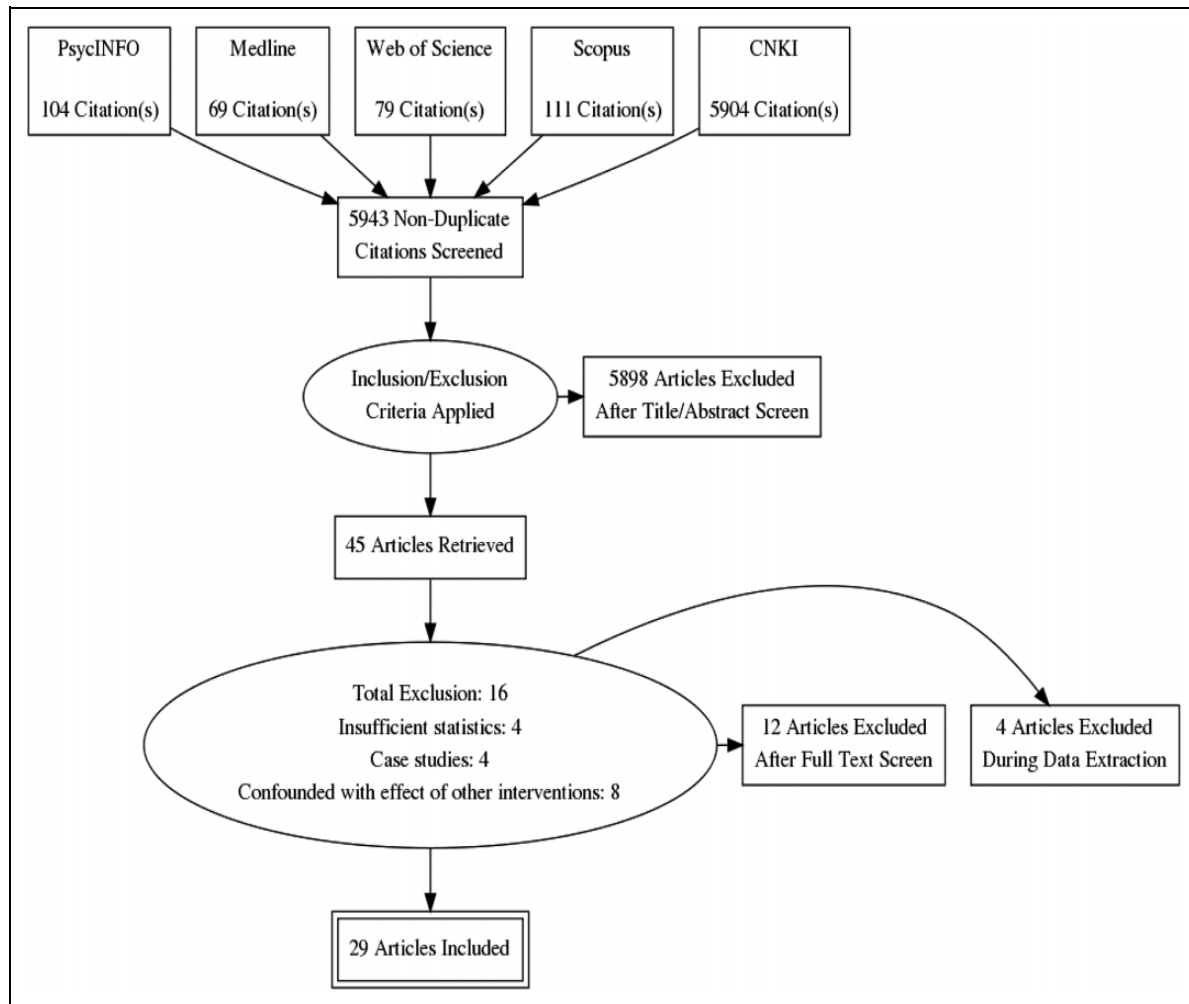 PsycINFO
104 Citation(s)
Medline
69 Citation(s)
Web of Science
79 Citation(s)
Scopus
111 Citation(s)
CNKI
5904 Citation(s)
5943 Non-Duplicate
Citations Screened
Inclusion/Exclusion
Criteria Applied
5898 Articles Excluded
After Title/Abstract Screen
45 Articles Retrieved
Total Exclusion: 16
Insufficient statistics: 4
Case studies: 4
Confounded with effect of other interventions: 8
12 Articles Excluded
After Full Text Screen
4 Articles Excluded
During Data Extraction
29 Articles Included